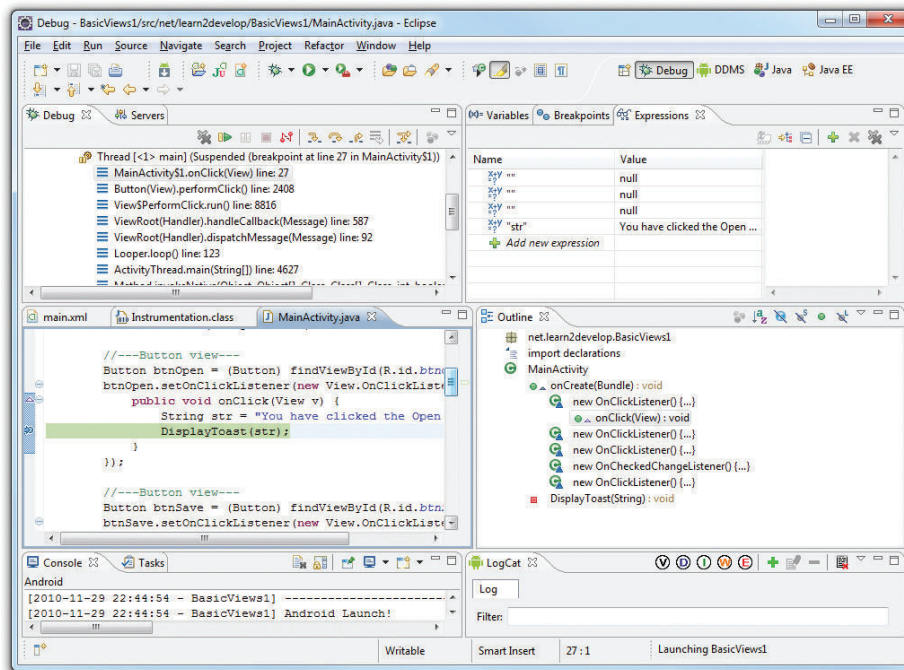 Debug - BasicViews1/src/net/learn2develop/BasicViews1/MainActivity.java - Eclipse
File Edit Run Source Navigate Search Project Refactor Window Help
Debug DDMS Java Java EE
Debug Servers
Thread [<1> main] (Suspended (breakpoint at line 27 in MainActivity$1))
MainActivity$1.onClick(View) line: 27
Button(View).performClick() line: 2408
View$PerformClick.run() line: 8816
ViewRoot(Handler).handleCallback(Message) line: 587
ViewRoot(Handler).dispatchMessage(Message) line: 92
Looper.loop() line: 123
ActivityThread.main(String[]) line: 4627
(x)= Variables Breakpoints Expressions
Name Value
"" null
"" null
"" null
"str" You have clicked the Open ...
Add new expression
main.xml Instrumentation.class MainActivity.java
//---Button view---
Button btnOpen = (Button) findViewById(R.id.btn
btnOpen.setOnClickListener(new View.OnClickListe
public void onClick(View v) {
String str = "You have clicked the Open
DisplayToast(str);
}
});
//---Button view---
Button btnSave = (Button) findViewById(R.id.btn
btnSave.setOnClickListener(new View.OnClickListe
Outline
net.learn2develop.BasicViews1
import declarations
MainActivity
onCreate(Bundle) : void
new OnClickListener() {...}
onClick(View) : void
new OnClickListener() {...}
new OnClickListener() {...}
new OnCheckedChangeListener() {...}
new OnClickListener() {...}
DisplayToast(String) : void
Console Tasks
Android
[2010-11-29 22:44:54 - BasicViews1] ------------------------
[2010-11-29 22:44:54 - BasicViews1] Android Launch!
LogCat V D I W E
Log
Filter:
Writable Smart Insert 27 : 1 Launching BasicViews1